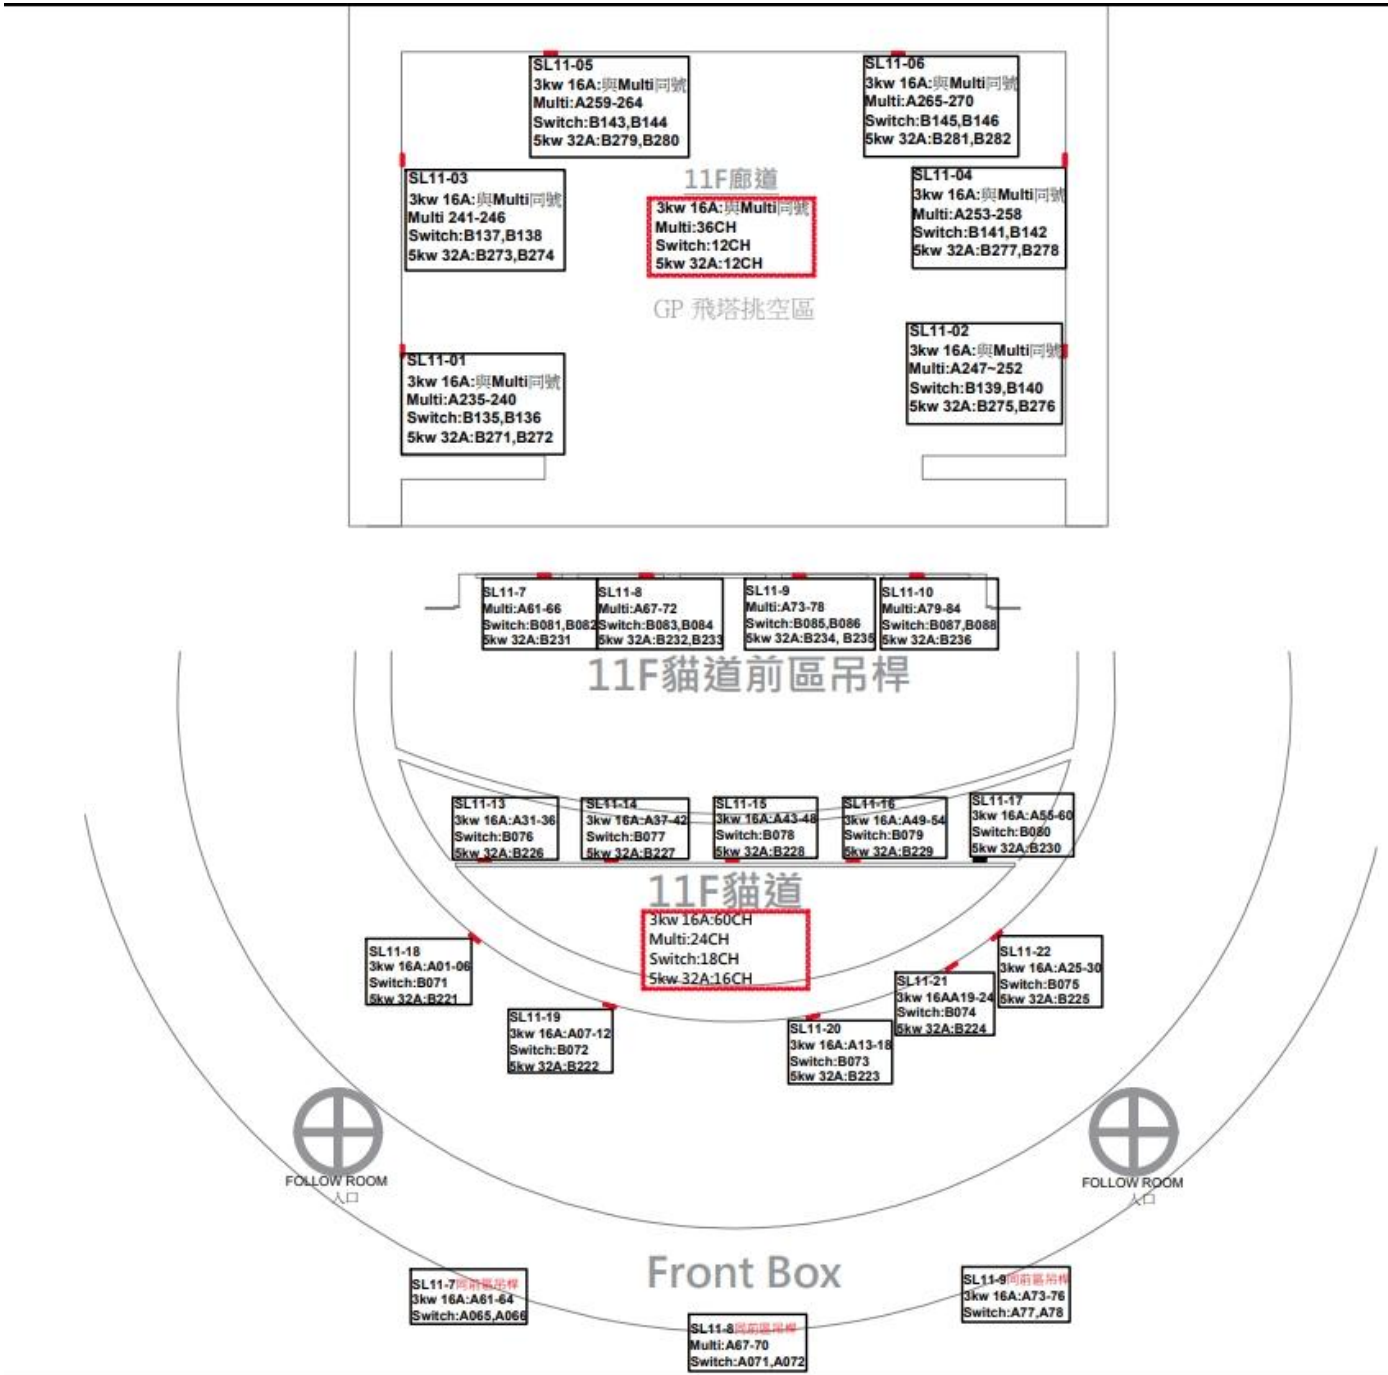 SL11-05
3kw 16A:與Multi同號
Multi:A259-264
Switch:B143,B144
5kw 32A:B279,B280
SL11-06
3kw 16A:與Multi同號
Multi:A265-270
Switch:B145,B146
5kw 32A:B281,B282
SL11-03
3kw 16A:與Multi同號
Multi 241-246
Switch:B137,B138
5kw 32A:B273,B274
11F廊道
3kw 16A:與Multi同號
Multi:36CH
Switch:12CH
5kw 32A:12CH
GP 飛塔挑空區
SL11-04
3kw 16A:與Multi同號
Multi:A253-258
Switch:B141,B142
5kw 32A:B277,B278
SL11-01
3kw 16A:與Multi同號
Multi:A235-240
Switch:B135,B136
5kw 32A:B271,B272
SL11-02
3kw 16A:與Multi同號
Multi:A247~252
Switch:B139,B140
5kw 32A:B275,B276
SL11-7
Multi:A61-66
Switch:B081,B082
5kw 32A:B231
SL11-8
Multi:A67-72
Switch:B083,B084
5kw 32A:B232,B233
SL11-9
Multi:A73-78
Switch:B085,B086
5kw 32A:B234, B235
SL11-10
Multi:A79-84
Switch:B087,B088
5kw 32A:B236
11F貓道前區吊桿
SL11-13
3kw 16A:A31-36
Switch:B076
5kw 32A:B226
SL11-14
3kw 16A:A37-42
Switch:B077
5kw 32A:B227
SL11-15
3kw 16A:A43-48
Switch:B078
5kw 32A:B228
SL11-16
3kw 16A:A49-54
Switch:B079
5kw 32A:B229
SL11-17
3kw 16A:A55-60
Switch:B080
5kw 32A:B230
11F貓道
3kw 16A:60CH
Multi:24CH
Switch:18CH
5kw 32A:16CH
SL11-18
3kw 16A:A01-06
Switch:B071
5kw 32A:B221
SL11-19
3kw 16A:A07-12
Switch:B072
5kw 32A:B222
SL11-20
3kw 16A:A13-18
Switch:B073
5kw 32A:B223
SL11-21
3kw 16AA19-24
Switch:B074
5kw 32A:B224
SL11-22
3kw 16A:A25-30
Switch:B075
5kw 32A:B225
FOLLOW ROOM
入口
FOLLOW ROOM
入口
Front Box
SL11-7同前區吊桿
3kw 16A:A61-64
Switch:A065,A066
SL11-8同前區吊桿
Multi:A67-70
Switch:A071,A072
SL11-9同前區吊桿
3kw 16A:A73-76
Switch:A77,A78